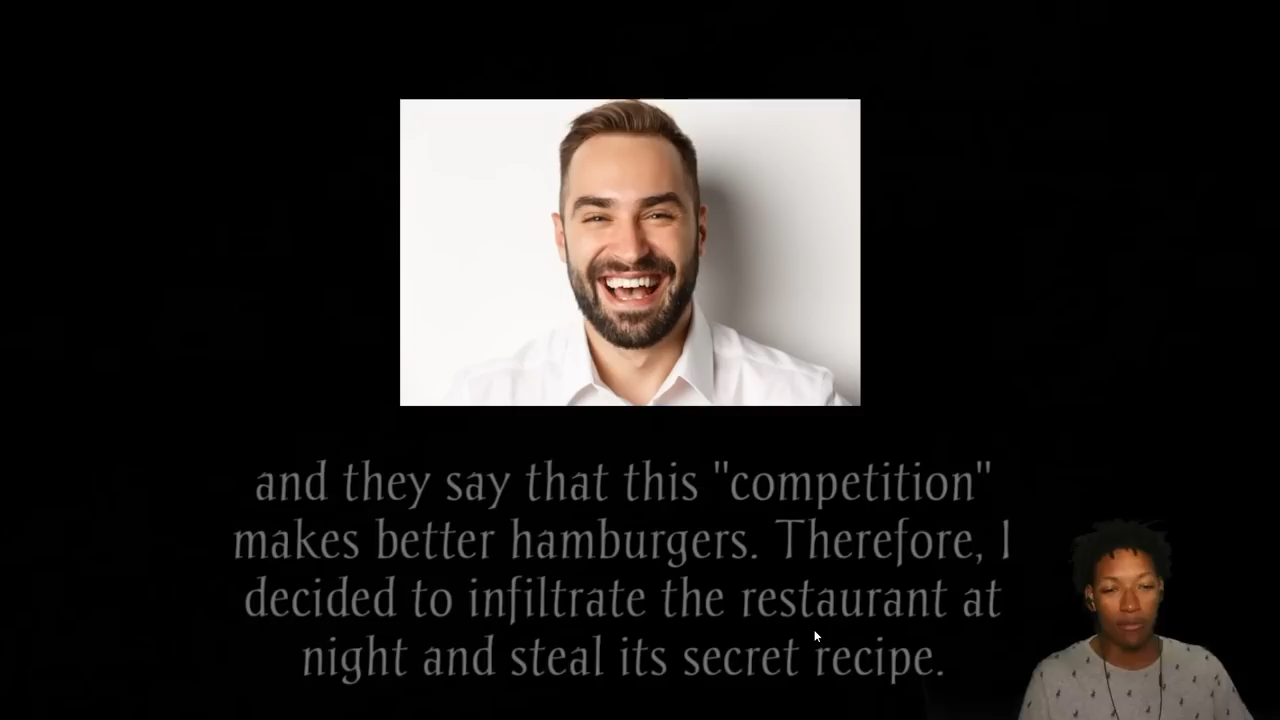 and they say that this "competition"
makes better hamburgers. Therefore, I
decided to infiltrate the restaurant at
night and steal its secret recipe.